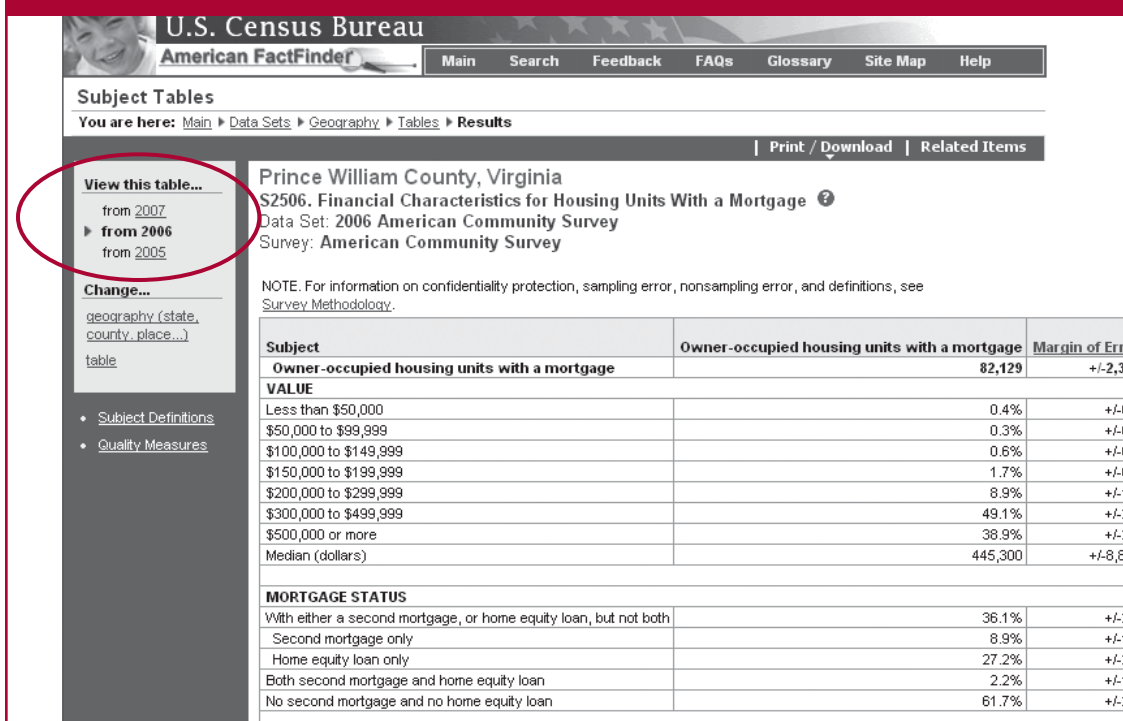 U.S. Census Bureau
American FactFinder
Main Search Feedback FAQs Glossary Site Map Help
Subject Tables
You are here: Main ▶ Data Sets ▶ Geography ▶ Tables ▶ Results
| Print / Download | Related Items
View this table...
from 2007
▶ from 2006
from 2005
Change...
geography (state,
county, place...)
table
• Subject Definitions
• Quality Measures
Prince William County, Virginia
S2506. Financial Characteristics for Housing Units With a Mortgage ?
Data Set: 2006 American Community Survey
Survey: American Community Survey
NOTE. For information on confidentiality protection, sampling error, nonsampling error, and definitions, see
Survey Methodology.
Subject Owner-occupied housing units with a mortgage Margin of Err
Owner-occupied housing units with a mortgage 82,129 +/-2,3
VALUE
Less than $50,000 0.4% +/-
$50,000 to $99,999 0.3% +/-
$100,000 to $149,999 0.6% +/-
$150,000 to $199,999 1.7% +/-
$200,000 to $299,999 8.9% +/-
$300,000 to $499,999 49.1% +/-
$500,000 or more 38.9% +/-
Median (dollars) 445,300 +/-8,8
MORTGAGE STATUS
With either a second mortgage, or home equity loan, but not both 36.1% +/-
Second mortgage only 8.9% +/-
Home equity loan only 27.2% +/-
Both second mortgage and home equity loan 2.2% +/-
No second mortgage and no home equity loan 61.7% +/-